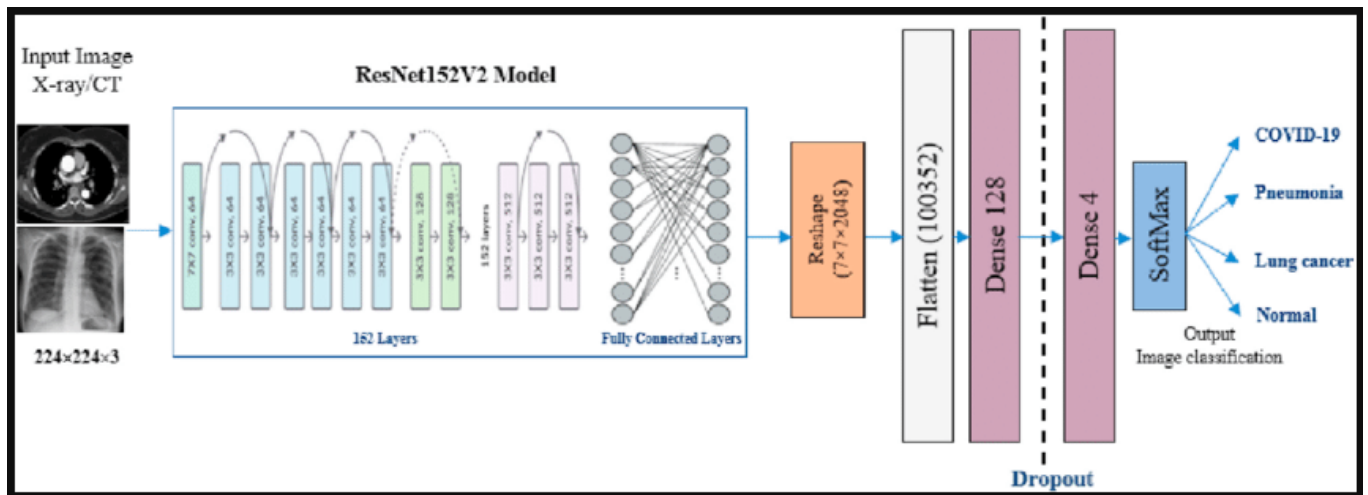 Input Image
X-ray/CT
224×224×3
ResNet152V2 Model
7X7 conv, 64
3X3 conv, 64
3X3 conv, 64
3X3 conv, 64
3X3 conv, 64
3X3 conv, 64
3X3 conv, 64
3X3 conv, 128
3X3 conv, 128
152 layers
3X3 conv, 512
3X3 conv, 512
3X3 conv, 512
152 Layers
Fully Connected Layers
Reshape
(7×7×2048)
Flatten (100352)
Dense 128
Dropout
Dense 4
SoftMax
COVID-19
Pneumonia
Lung cancer
Normal
Output
Image classification